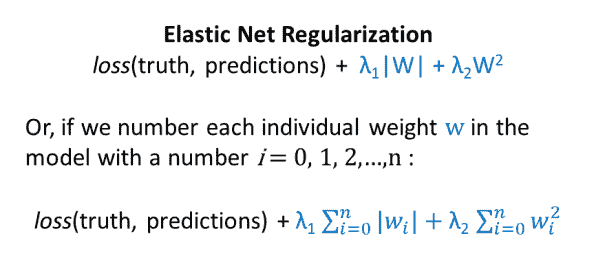 Elastic Net Regularization
loss(truth, predictions) + λ₁|W| + λ₂W²
Or, if we number each individual weight w in the
model with a number i= 0, 1, 2,...,n :
loss(truth, predictions) + λ₁ ∑ⁿᵢ₌₀ |wᵢ| + λ₂ ∑ⁿᵢ₌₀ wᵢ²